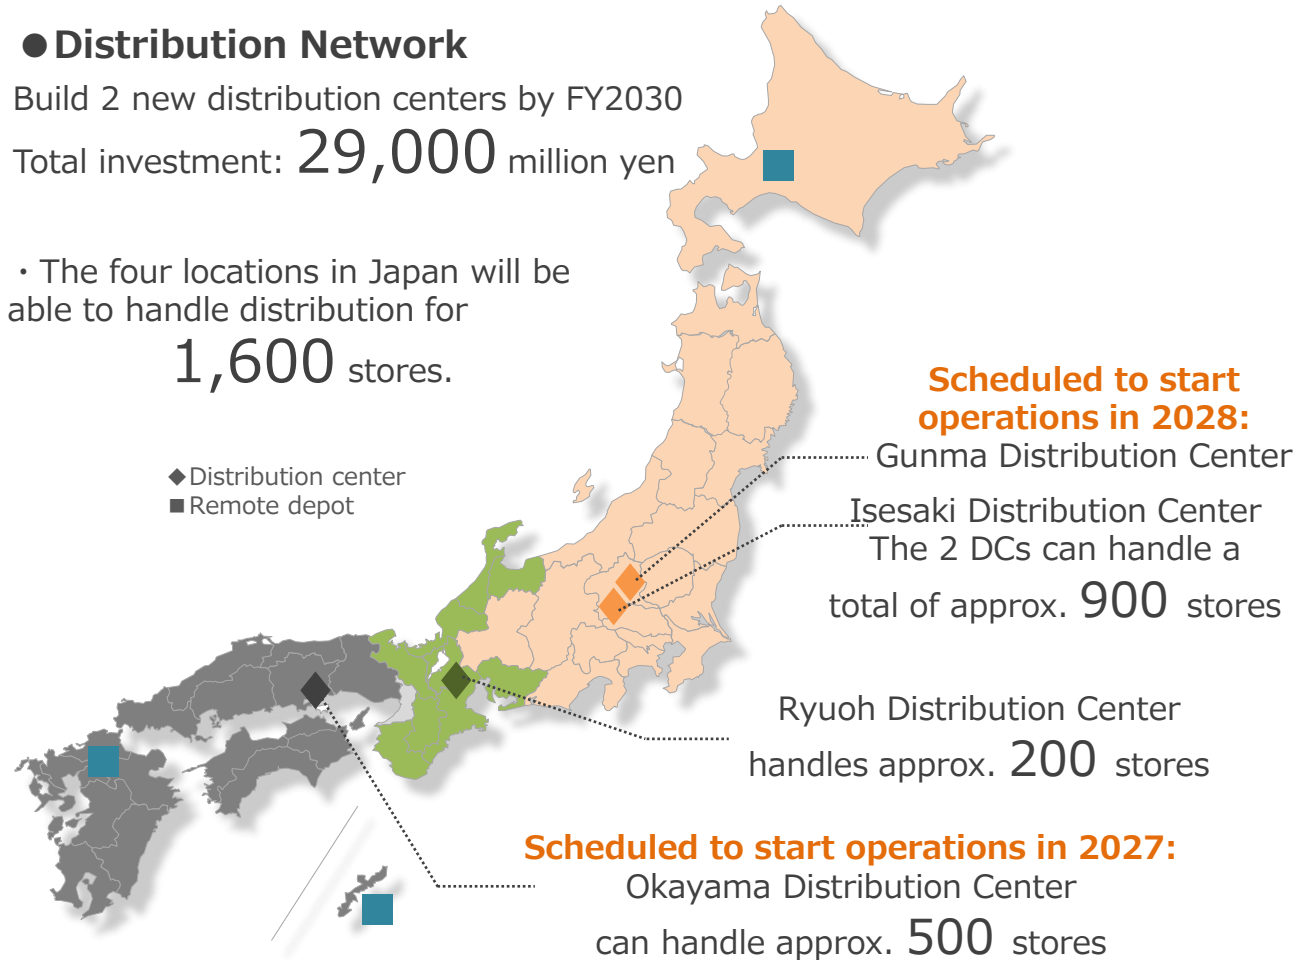 ●Distribution Network
Build 2 new distribution centers by FY2030
Total investment: 29,000 million yen
・The four locations in Japan will be
able to handle distribution for
1,600 stores.
◆Distribution center
■Remote depot
Scheduled to start
operations in 2028:
Gunma Distribution Center
Isesaki Distribution Center
The 2 DCs can handle a
total of approx. 900 stores
Ryuoh Distribution Center
handles approx. 200 stores
Scheduled to start operations in 2027:
Okayama Distribution Center
can handle approx. 500 stores